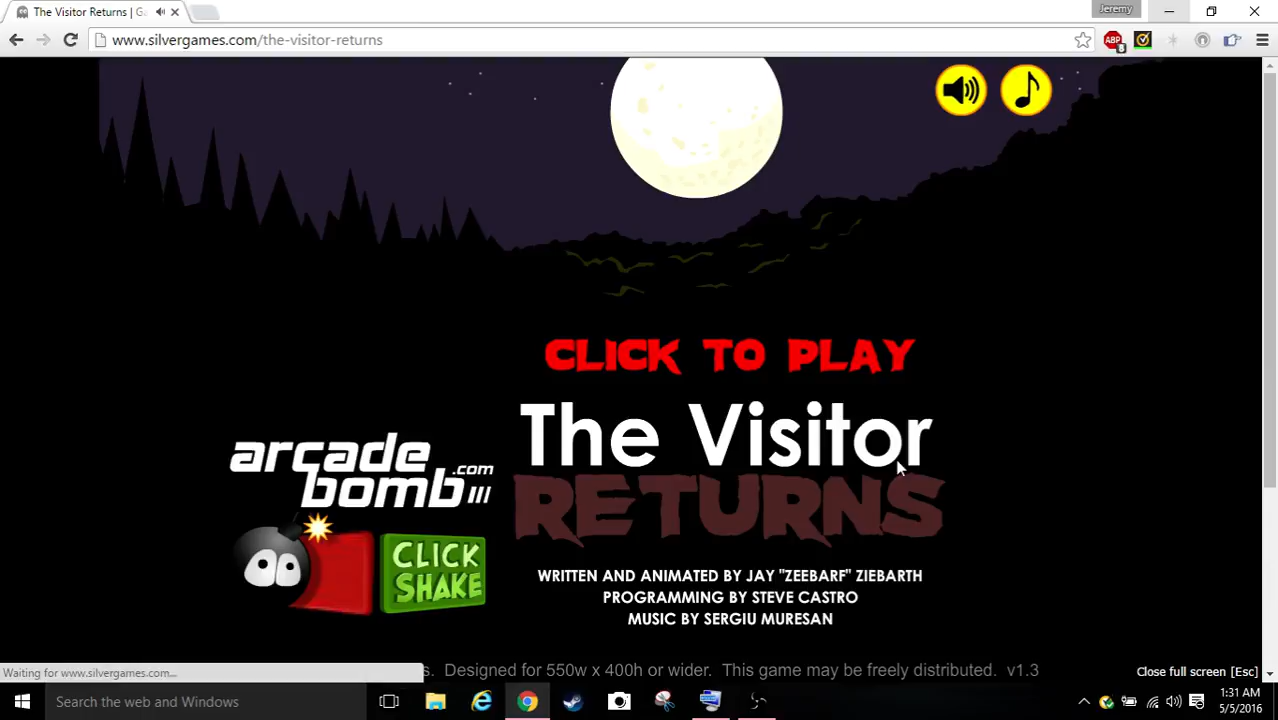 The Visitor Returns | G
Jeremy
www.silvergames.com/the-visitor-returns
ABP
8
CLICK TO PLAY
The Visitor
RETURNS
arcade
bomb
.com
CLICK
SHAKE
WRITTEN AND ANIMATED BY JAY "ZEEBARF" ZIEBARTH
PROGRAMMING BY STEVE CASTRO
MUSIC BY SERGIU MURESAN
s. Designed for 550w x 400h or wider. This game may be freely distributed. v1.3
Waiting for www.silvergames.com...
Close full screen [Esc]
Search the web and Windows
1:31 AM
5/5/2016